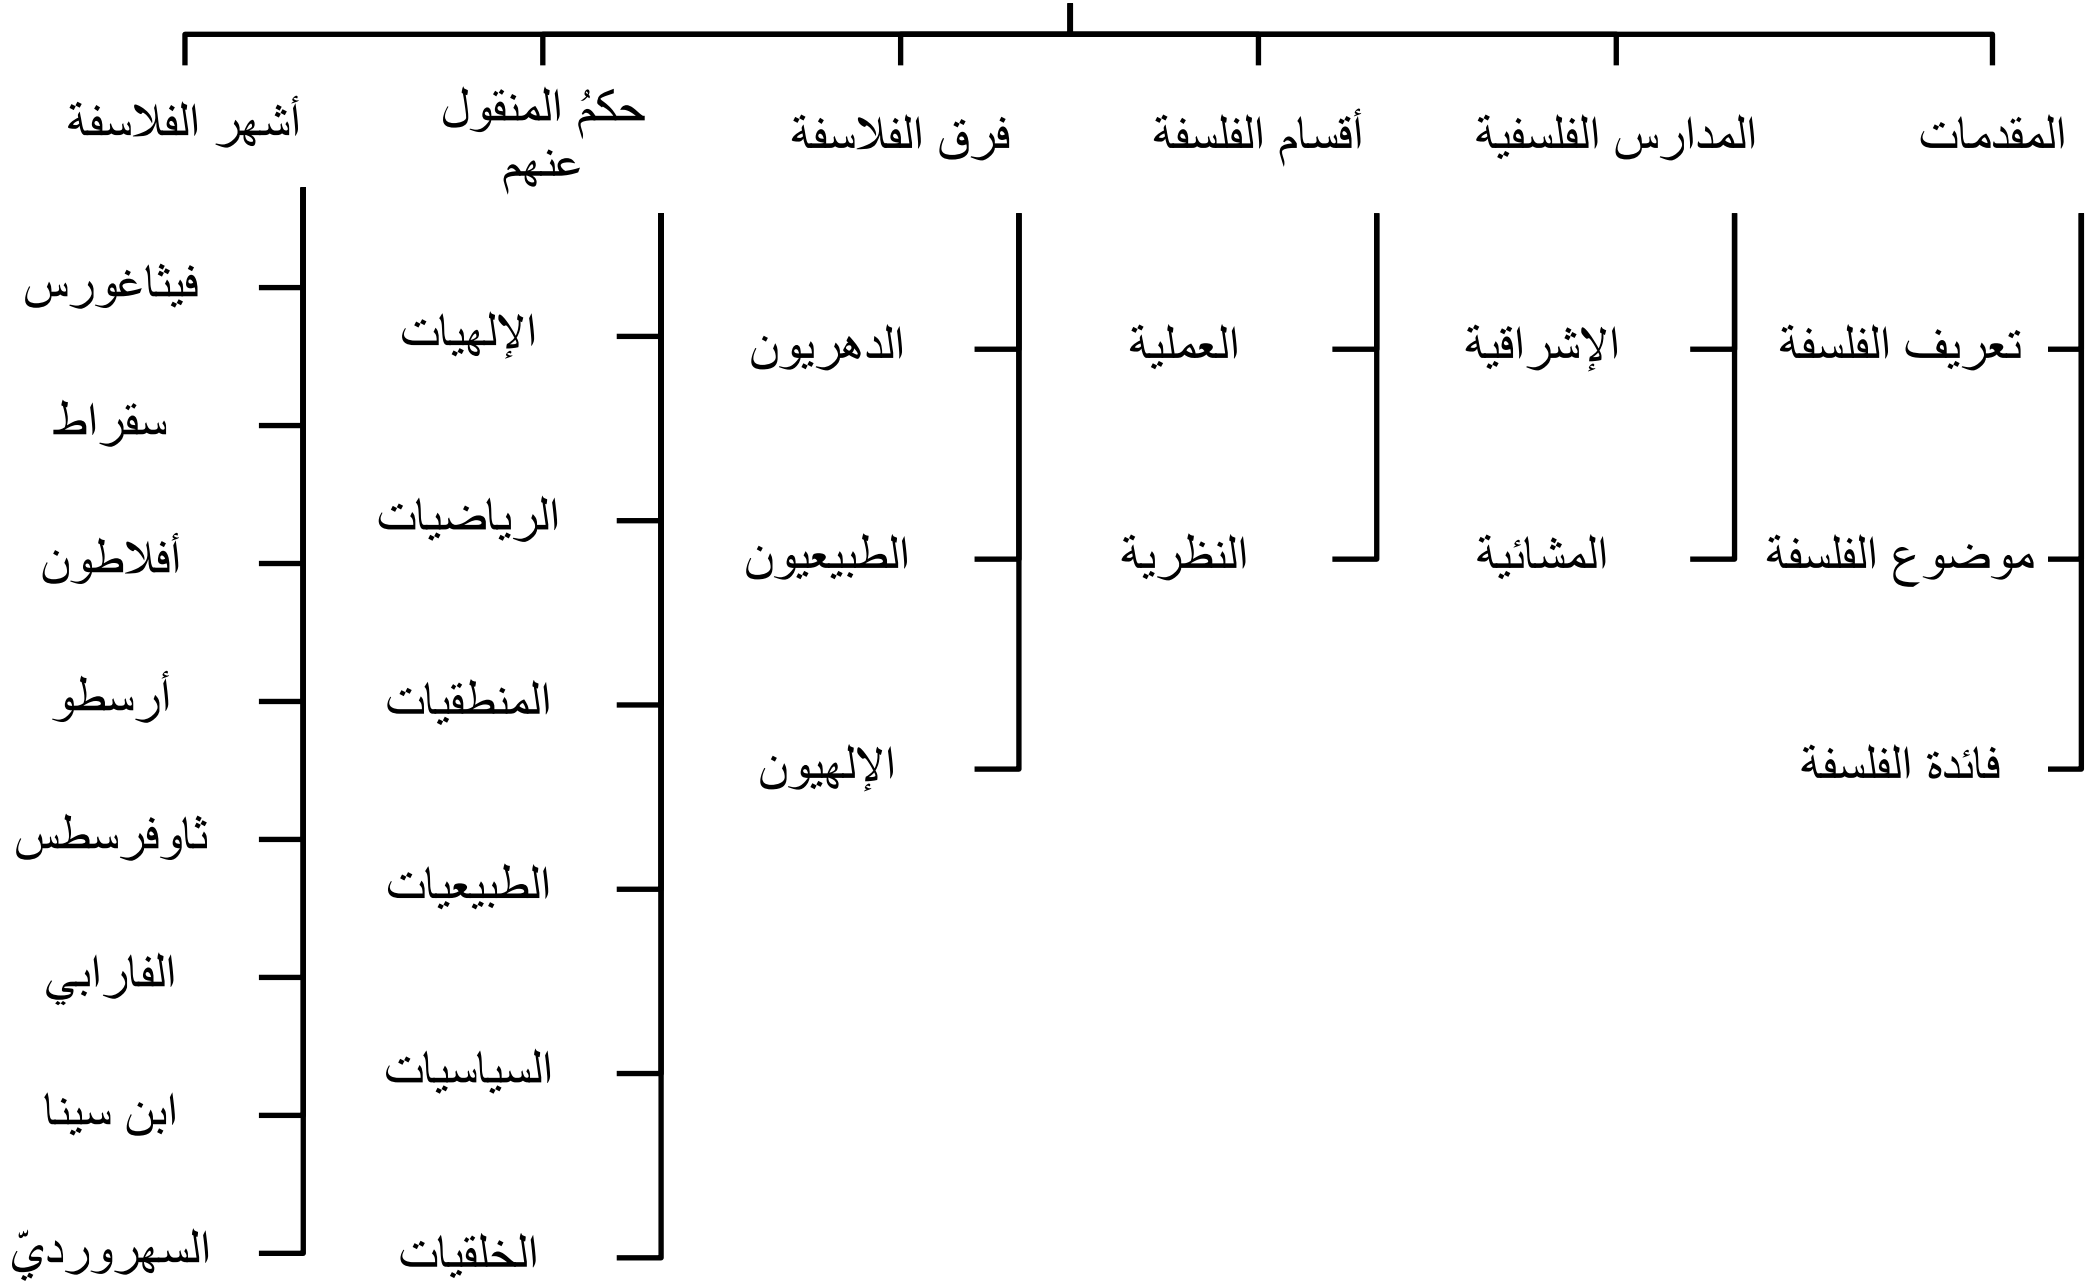 المقدمات
تعريف الفلسفة
موضوع الفلسفة
فائدة الفلسفة
المدارس الفلسفية
الإشراقية
المشائية
أقسام الفلسفة
العملية
النظرية
فرق الفلاسفة
الدهريون
الطبيعيون
الإلهيون
حكمُ المنقول
عنهم
الإلهيات
الرياضيات
المنطقيات
الطبيعيات
السياسيات
الخلقيات
أشهر الفلاسفة
فيثاغورس
سقراط
أفلاطون
أرسطو
ثاوفرسطس
الفارابي
ابن سينا
السهرورديّ